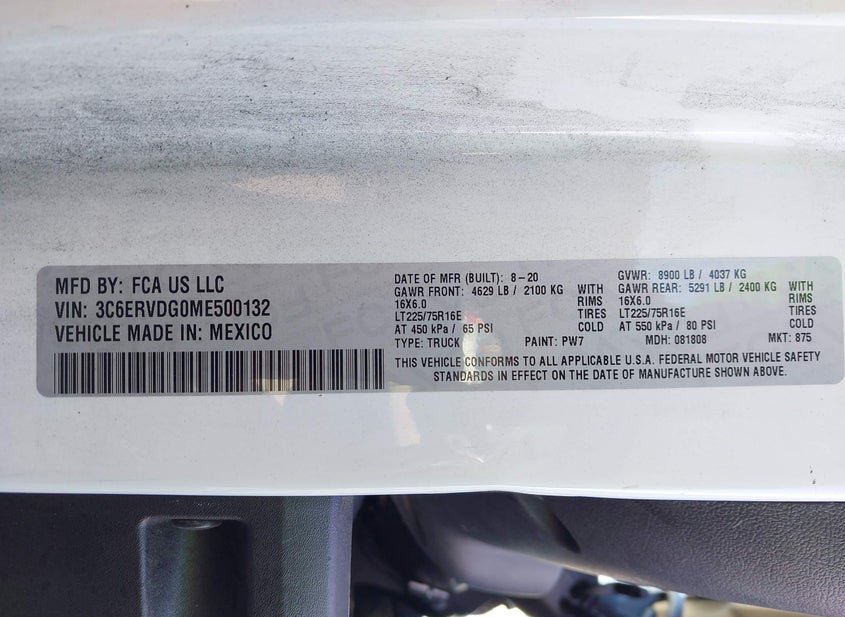 MFD BY: FCA US LLC
VIN: 3C6ERVDG0ME500132
VEHICLE MADE IN: MEXICO
DATE OF MFR (BUILT): 8-20
GAWR FRONT: 4629 LB / 2100 KG WITH
16X6.0 RIMS
LT225/75R16E TIRES
AT 450 kPa / 65 PSI COLD
TYPE: TRUCK PAINT: PW7
GVWR: 8900 LB / 4037 KG
GAWR REAR: 5291 LB / 2400 KG WITH
16X6.0 RIMS
LT225/75R16E TIRES
AT 550 kPa / 80 PSI COLD
MDH: 081808 MKT: 875
THIS VEHICLE CONFORMS TO ALL APPLICABLE U.S.A. FEDERAL MOTOR VEHICLE SAFETY
STANDARDS IN EFFECT ON THE DATE OF MANUFACTURE SHOWN ABOVE.